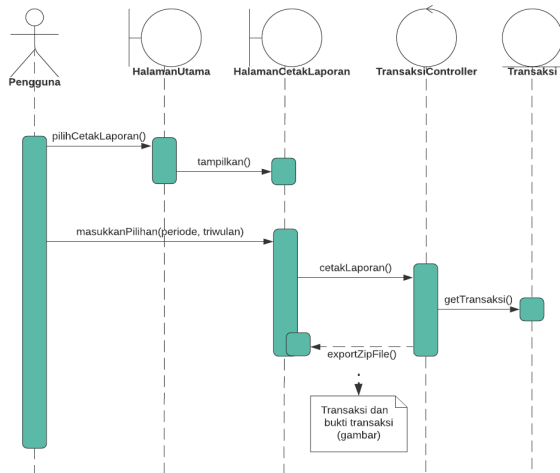 Pengguna
HalamanUtama
HalamanCetakLaporan
TransaksiController
Transaksi
pilihCetakLaporan()
tampilkan()
masukkanPilihan(periode, triwulan)
cetakLaporan()
getTransaksi()
exportZipFile()
Transaksi dan
bukti transaksi
(gambar)